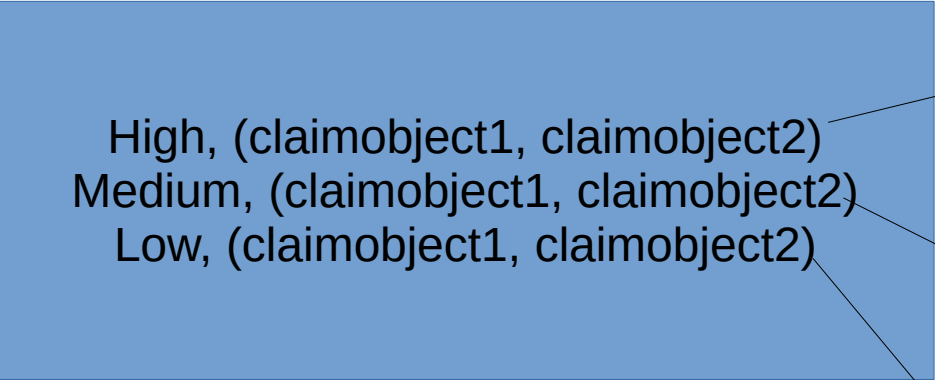 High, (claimobject1, claimobject2)
Medium, (claimobject1, claimobject2)
Low, (claimobject1, claimobject2)